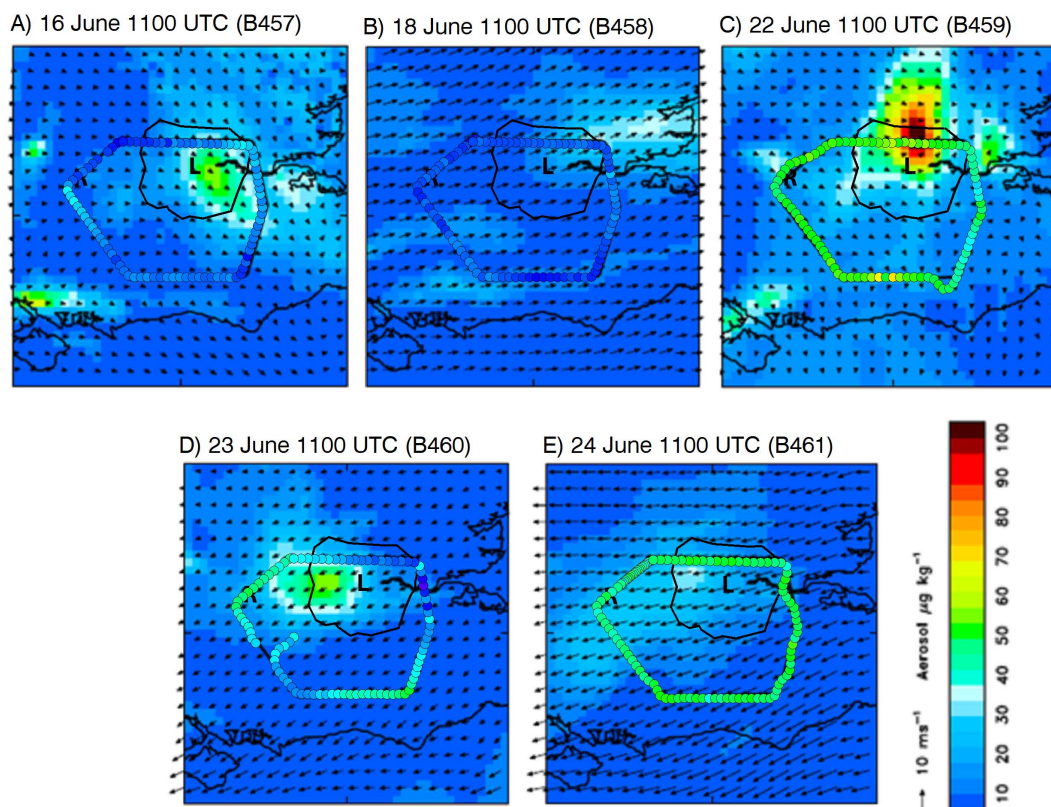 A) 16 June 1100 UTC (B457)
B) 18 June 1100 UTC (B458)
C) 22 June 1100 UTC (B459)
L
R
L
L
R
D) 23 June 1100 UTC (B460)
E) 24 June 1100 UTC (B461)
L
R
L
R
100
90
80
70
60
50
40
30
20
10
Aerosol μg kg⁻¹
10 ms⁻¹